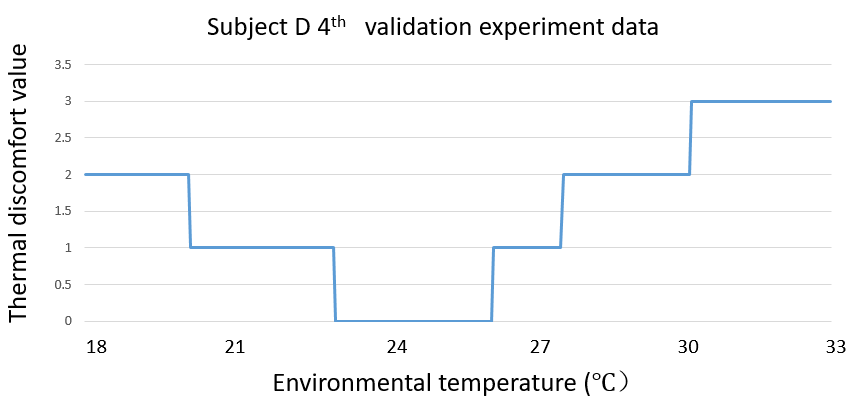 Subject D 4th validation experiment data
Thermal discomfort value
3.5
3
2.5
2
1.5
1
0.5
0
18 21 24 27 30 33
Environmental temperature (℃）